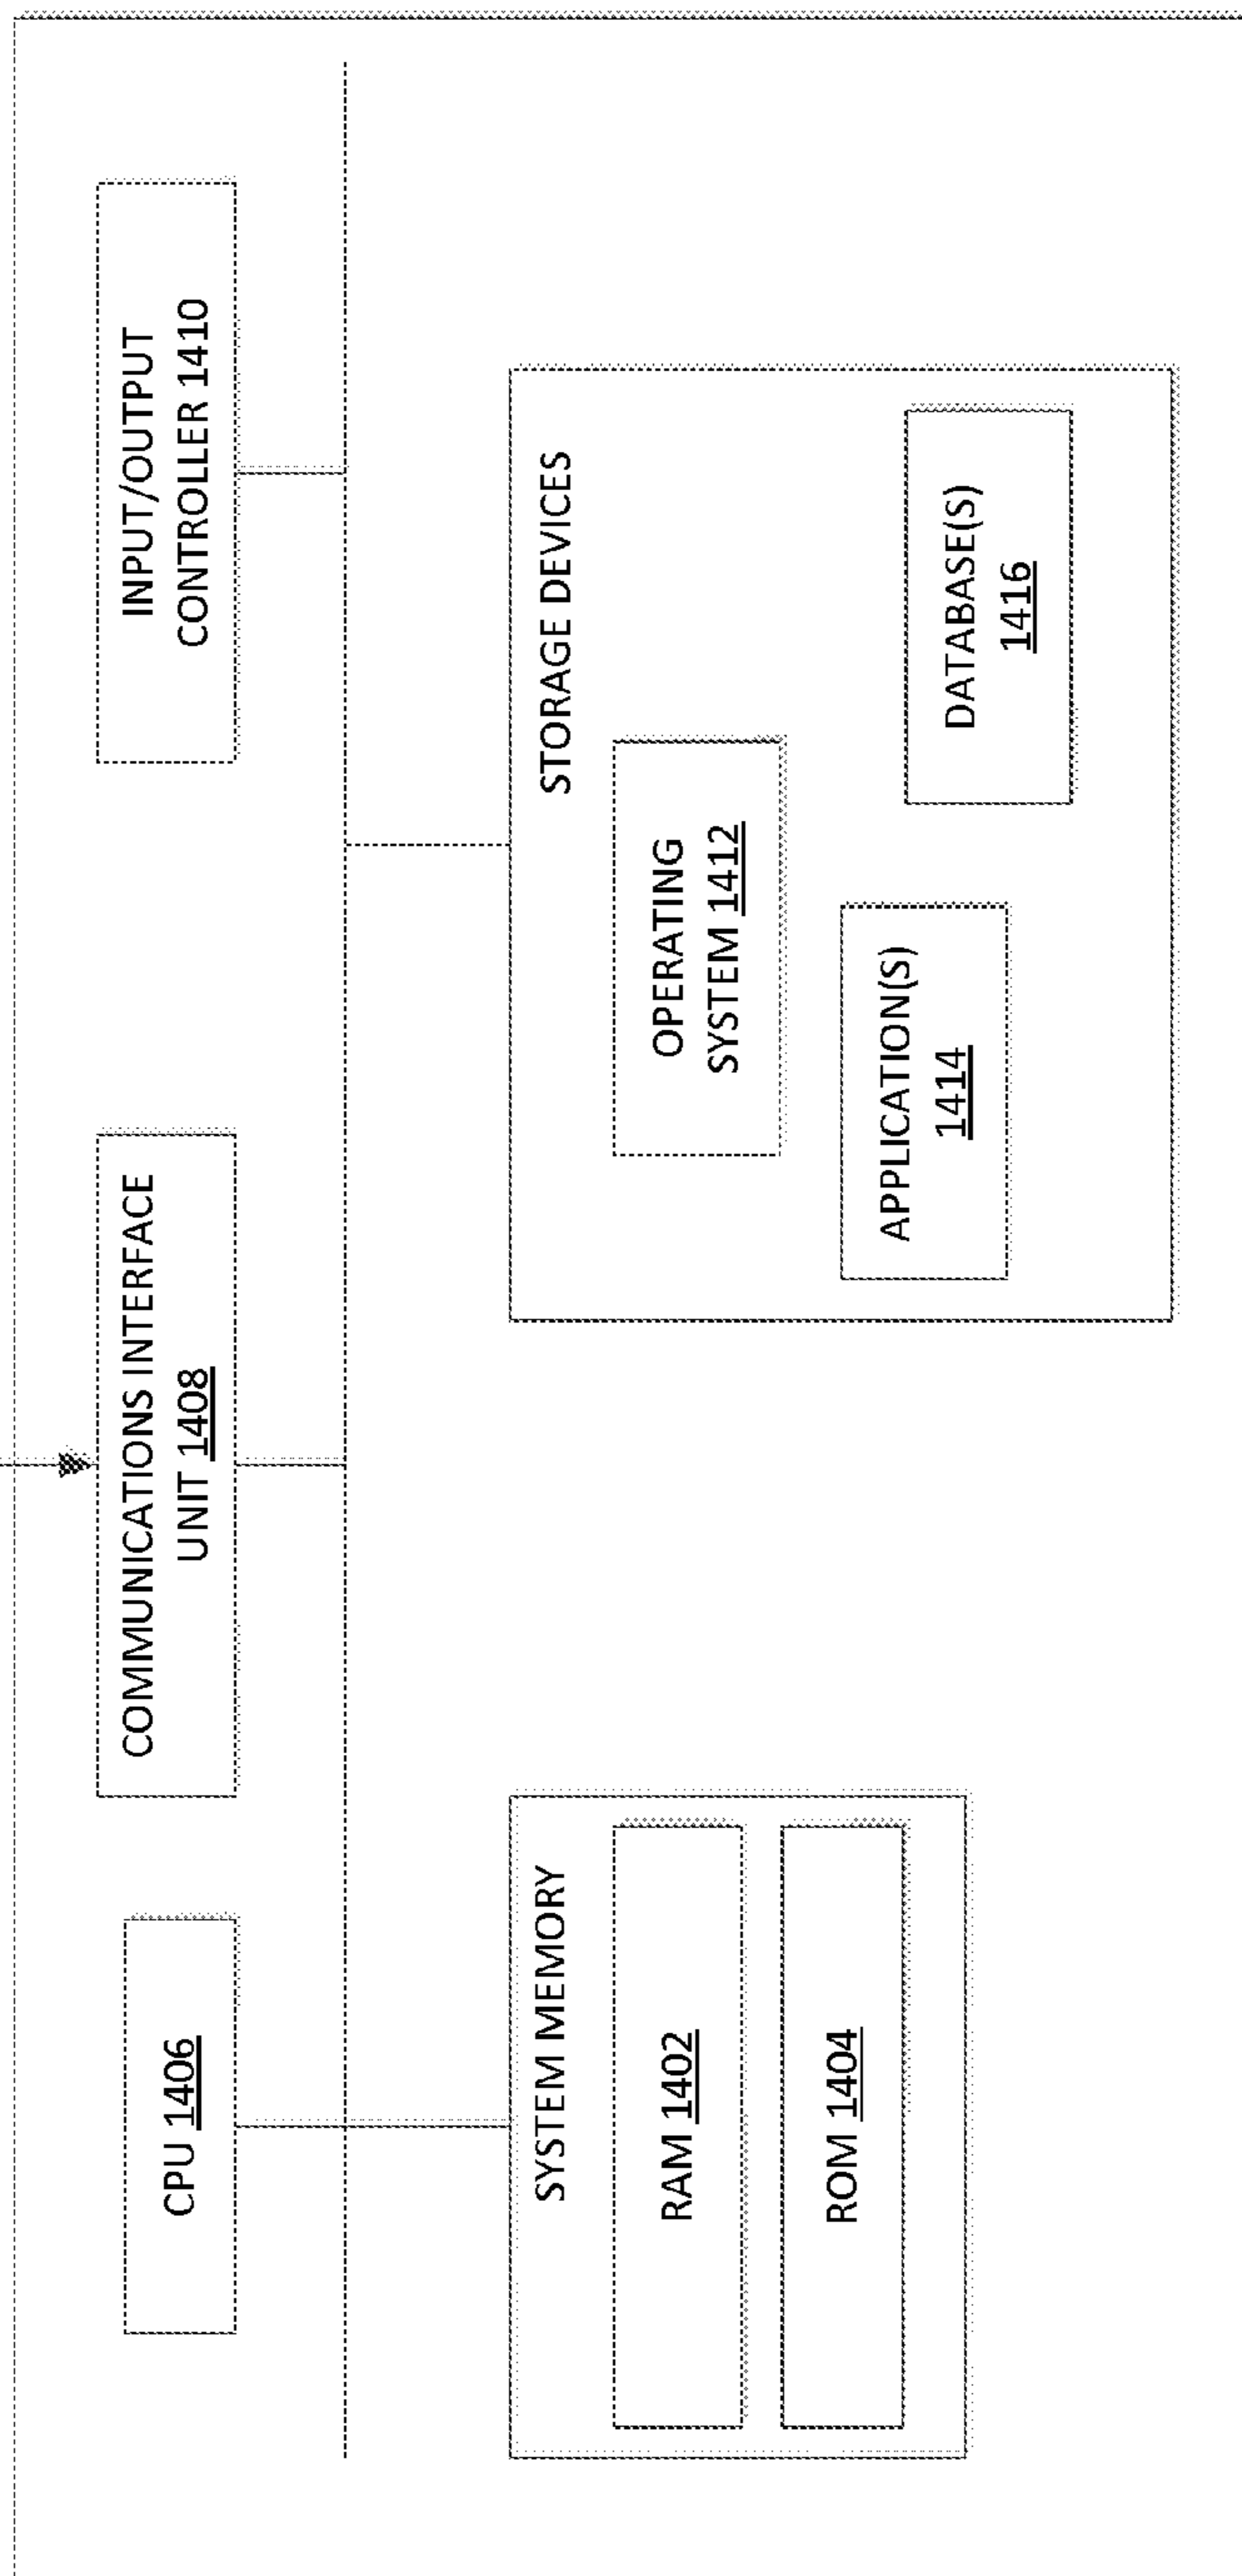 CPU 1406
COMMUNICATIONS INTERFACE
UNIT 1408
INPUT/OUTPUT
CONTROLLER 1410
SYSTEM MEMORY
RAM 1402
ROM 1404
STORAGE DEVICES
OPERATING
SYSTEM 1412
APPLICATION(S)
1414
DATABASE(S)
1416